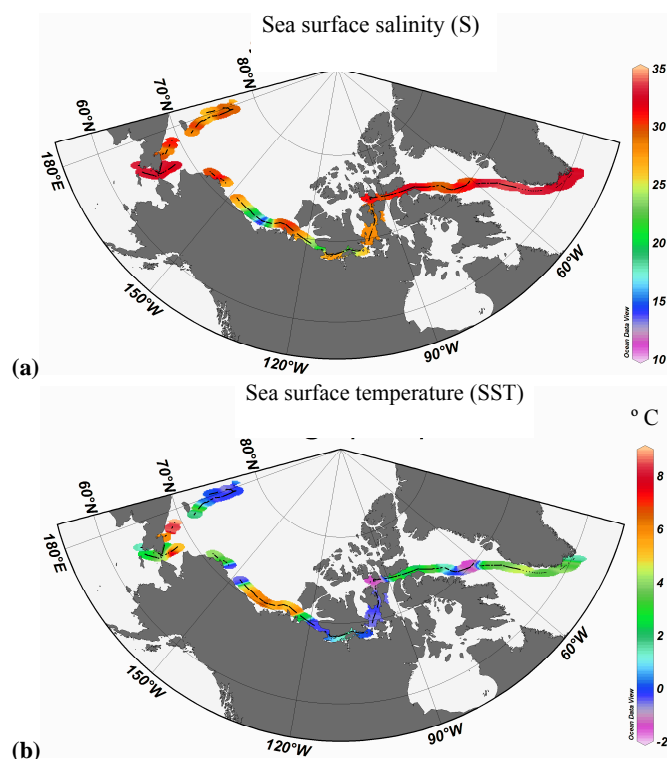 Sea surface salinity (S)
80°N
70°N
60°N
180°E
150°W
120°W
90°W
60°W
35
30
25
20
15
10
Ocean Data View
(a)
Sea surface temperature (SST)
º C
80°N
70°N
60°N
180°E
150°W
120°W
90°W
60°W
8
6
4
2
0
-2
Ocean Data View
(b)